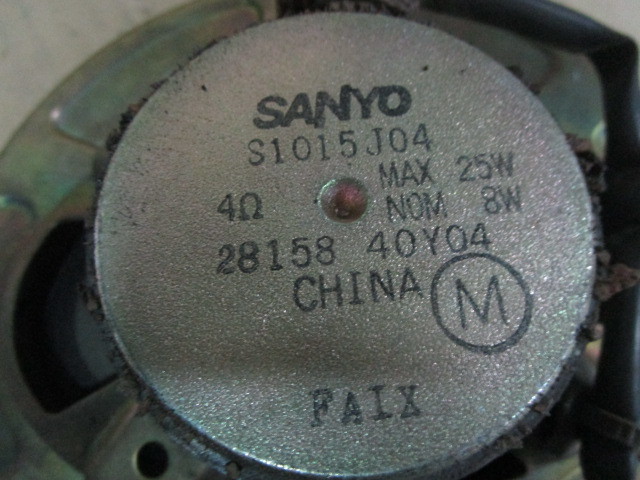 SANYO
S1015J04
4Ω MAX 25W
NOM 8W
28158 40Y04
CHINA M
FAIX